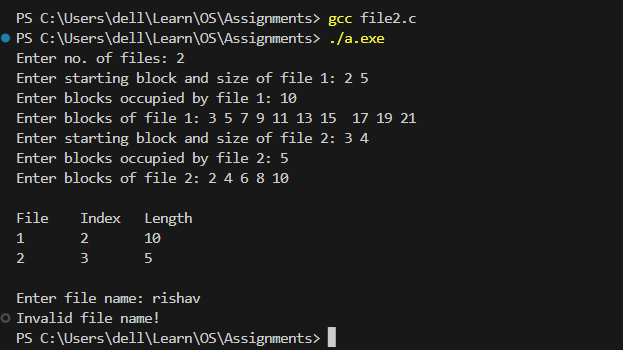 PS C:\Users\dell\Learn\OS\Assignments> gcc file2.c
PS C:\Users\dell\Learn\OS\Assignments> ./a.exe
Enter no. of files: 2
Enter starting block and size of file 1: 2 5
Enter blocks occupied by file 1: 10
Enter blocks of file 1: 3 5 7 9 11 13 15  17 19 21
Enter starting block and size of file 2: 3 4
Enter blocks occupied by file 2: 5
Enter blocks of file 2: 2 4 6 8 10
File    Index   Length
1       2       10
2       3       5
Enter file name: rishav
Invalid file name!
PS C:\Users\dell\Learn\OS\Assignments>